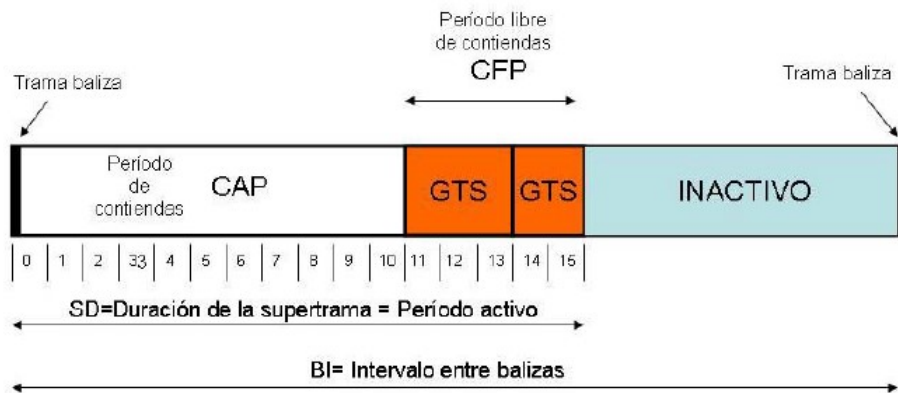 Período libre
de contiendas
CFP
Trama baliza
Trama baliza
Período
de
contiendas
CAP
GTS
GTS
INACTIVO
0 1 2 33 4 5 6 7 8 9 10 11 12 13 14 15
SD=Duración de la supertrama = Período activo
BI= Intervalo entre balizas